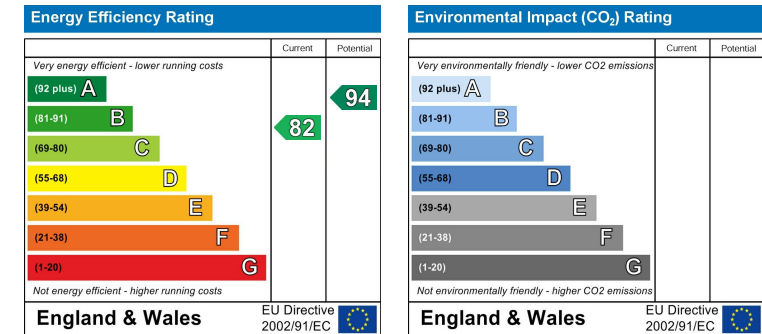 Energy Efficiency Rating
Current Potential
Very energy efficient - lower running costs
(92 plus) A
94
(81-91) B
82
(69-80) C
(55-68) D
(39-54) E
(21-38) F
(1-20) G
Not energy efficient - higher running costs
England & Wales
EU Directive
2002/91/EC
Environmental Impact (CO₂) Rating
Current Potential
Very environmentally friendly - lower CO2 emissions
(92 plus) A
(81-91) B
(69-80) C
(55-68) D
(39-54) E
(21-38) F
(1-20) G
Not environmentally friendly - higher CO2 emissions
England & Wales
EU Directive
2002/91/EC